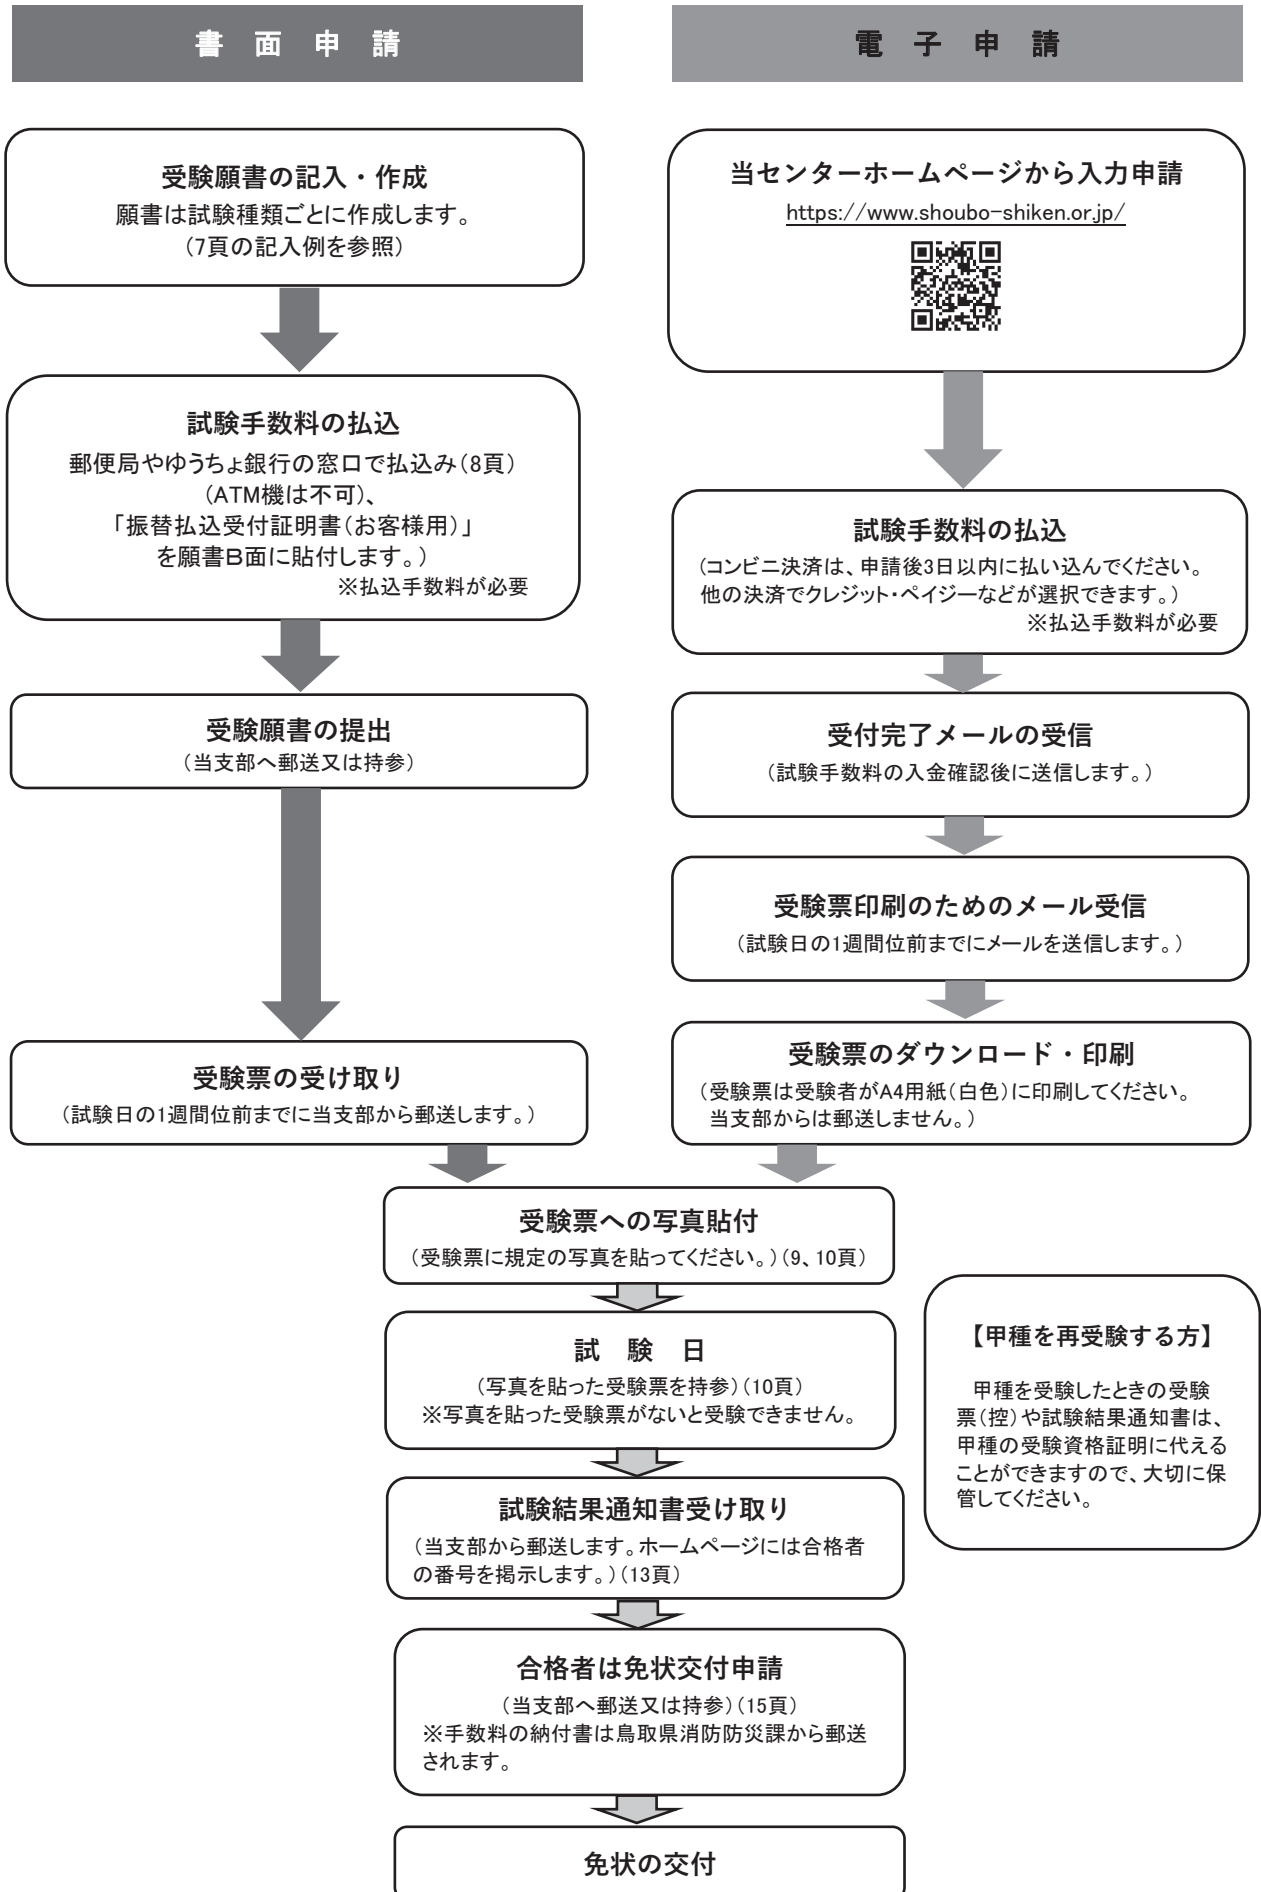 書　面　申　請
受験願書の記入・作成
願書は試験種類ごとに作成します。
(7頁の記入例を参照)
試験手数料の払込
郵便局やゆうちょ銀行の窓口で払込み(8頁)
(ATM機は不可)、
「振替払込受付証明書(お客様用)」
を願書B面に貼付します。)
※払込手数料が必要
受験願書の提出
(当支部へ郵送又は持参)
受験票の受け取り
(試験日の1週間位前までに当支部から郵送します。)
電　子　申　請
当センターホームページから入力申請
https://www.shoubo-shiken.or.jp/
試験手数料の払込
(コンビニ決済は、申請後3日以内に払い込んでください。
他の決済でクレジット・ペイジーなどが選択できます。)
※払込手数料が必要
受付完了メールの受信
(試験手数料の入金確認後に送信します。)
受験票印刷のためのメール受信
(試験日の1週間位前までにメールを送信します。)
受験票のダウンロード・印刷
(受験票は受験者がA4用紙(白色)に印刷してください。
当支部からは郵送しません。)
受験票への写真貼付
(受験票に規定の写真を貼ってください。)(9、10頁)
試　験　日
(写真を貼った受験票を持参)(10頁)
※写真を貼った受験票がないと受験できません。
試験結果通知書受け取り
(当支部から郵送します。ホームページには合格者
の番号を掲示します。)(13頁)
合格者は免状交付申請
(当支部へ郵送又は持参)(15頁)
※手数料の納付書は鳥取県消防防災課から郵送
されます。
免状の交付
【甲種を再受験する方】
甲種を受験したときの受験
票(控)や試験結果通知書は、
甲種の受験資格証明に代える
ことができますので、大切に保
管してください。